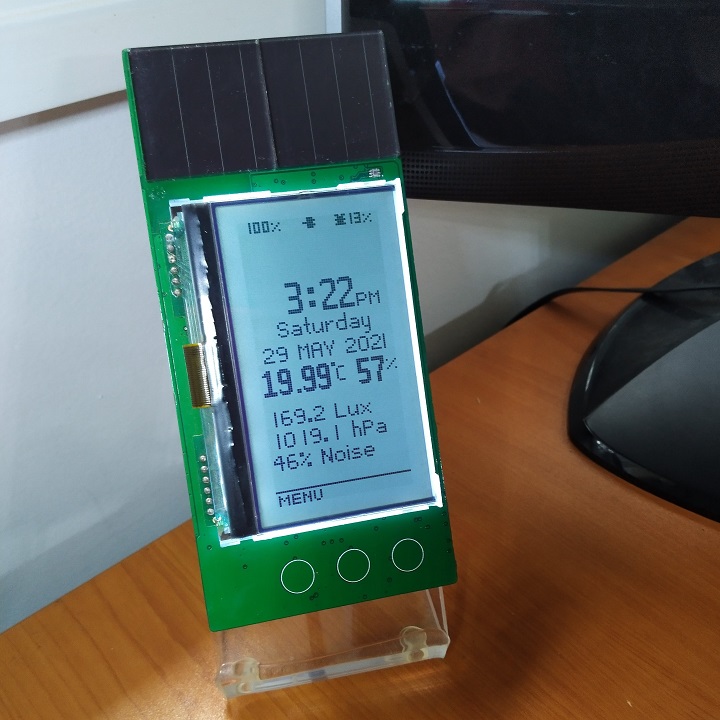 100% 13%
3:22PM
Saturday
29 MAY 2021
19.99°C 57%
169.2 Lux
1019.1 hPa
46% Noise
MENU